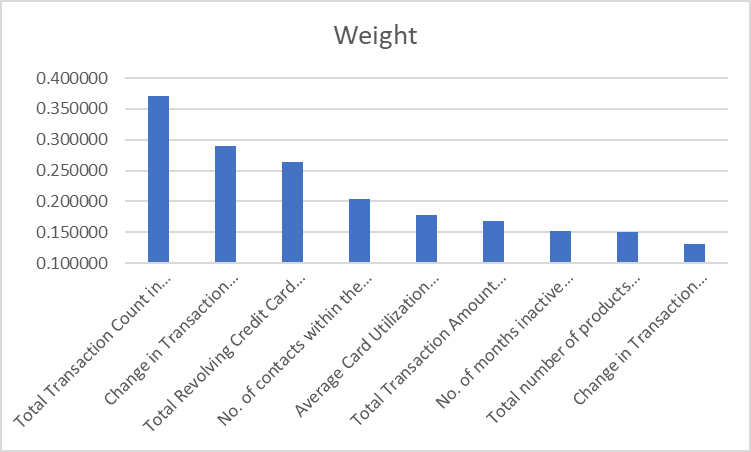 Weight
0.400000
0.350000
0.300000
0.250000
0.200000
0.150000
0.100000
Total Transaction Count in...
Change in Transaction...
Total Revolving Credit Card...
No. of contacts within the...
Average Card Utilization...
Total Transaction Amount...
No. of months inactive...
Total number of products...
Change in Transaction...